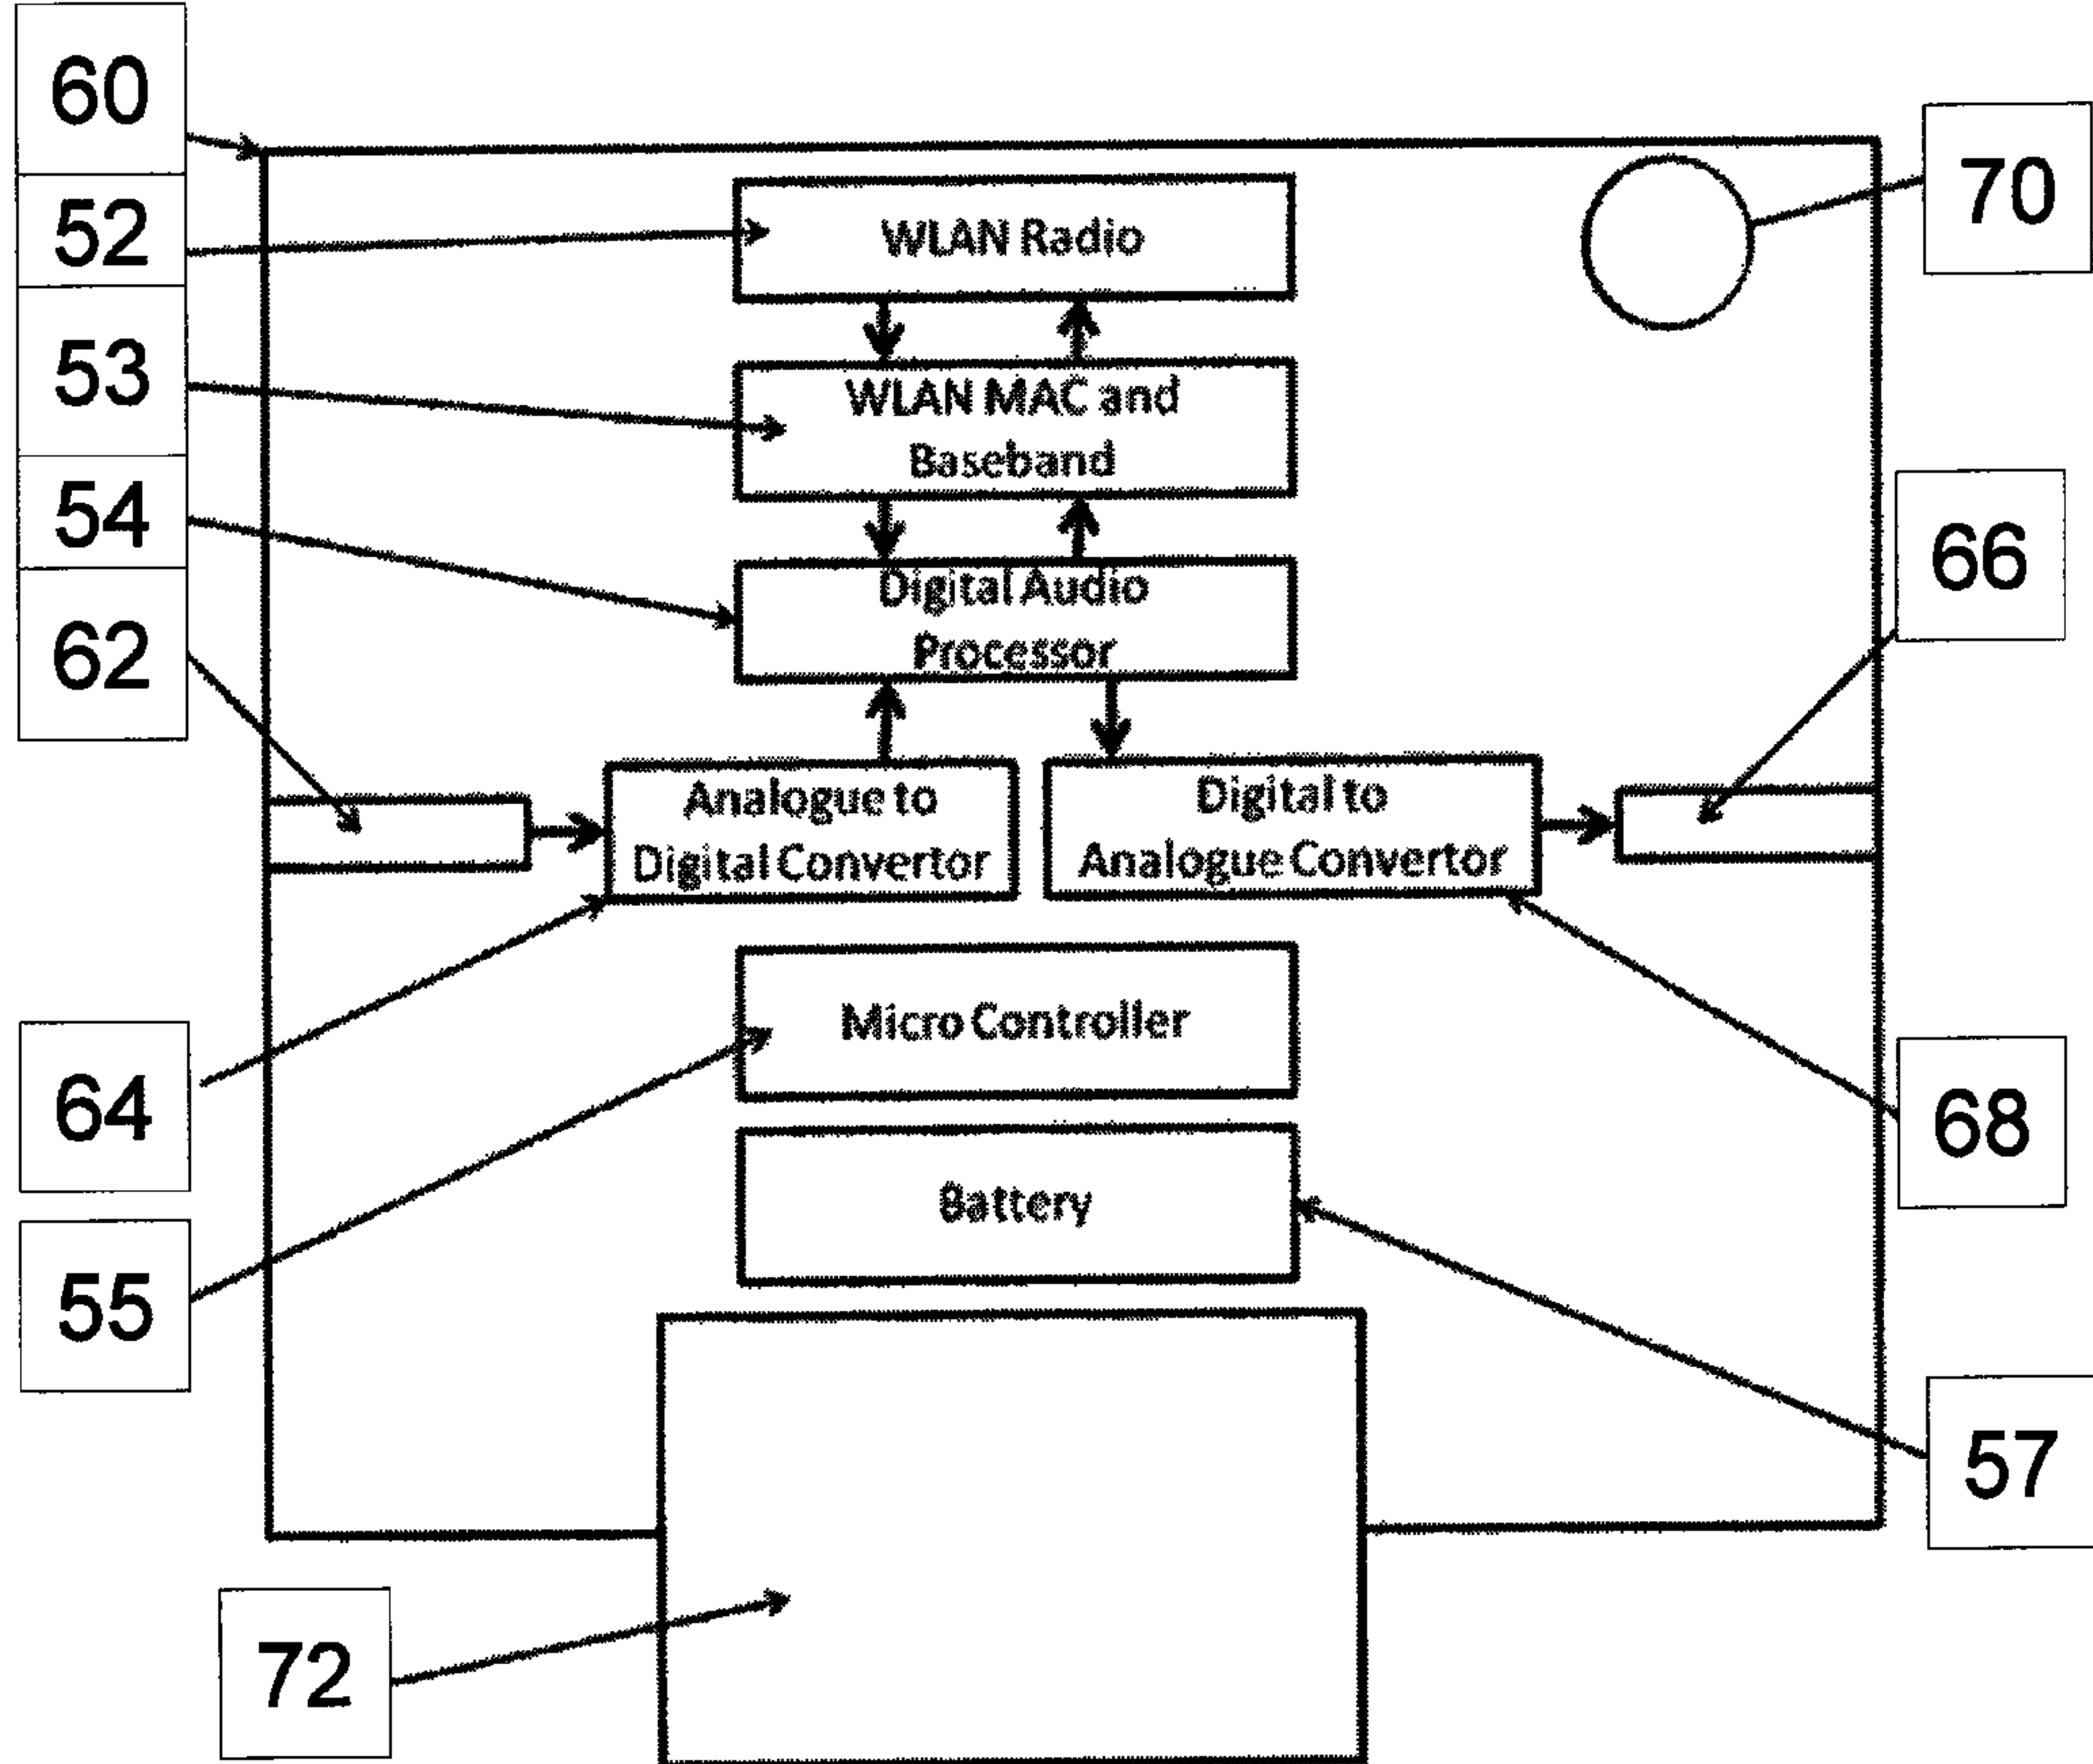 60
70
52
WLAN Radio
53
WLAN MAC and
Baseband
54
66
Digital Audio
Processor
62
Analogue to
Digital Convertor
Digital to
Analogue Convertor
64
Micro Controller
68
55
Battery
57
72